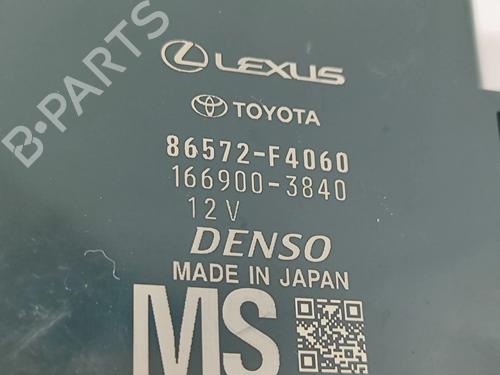 B-PARTS
LEXUS
TOYOTA
86572-F4060
166900-3840
12V
DENSO
MADE IN JAPAN
MS